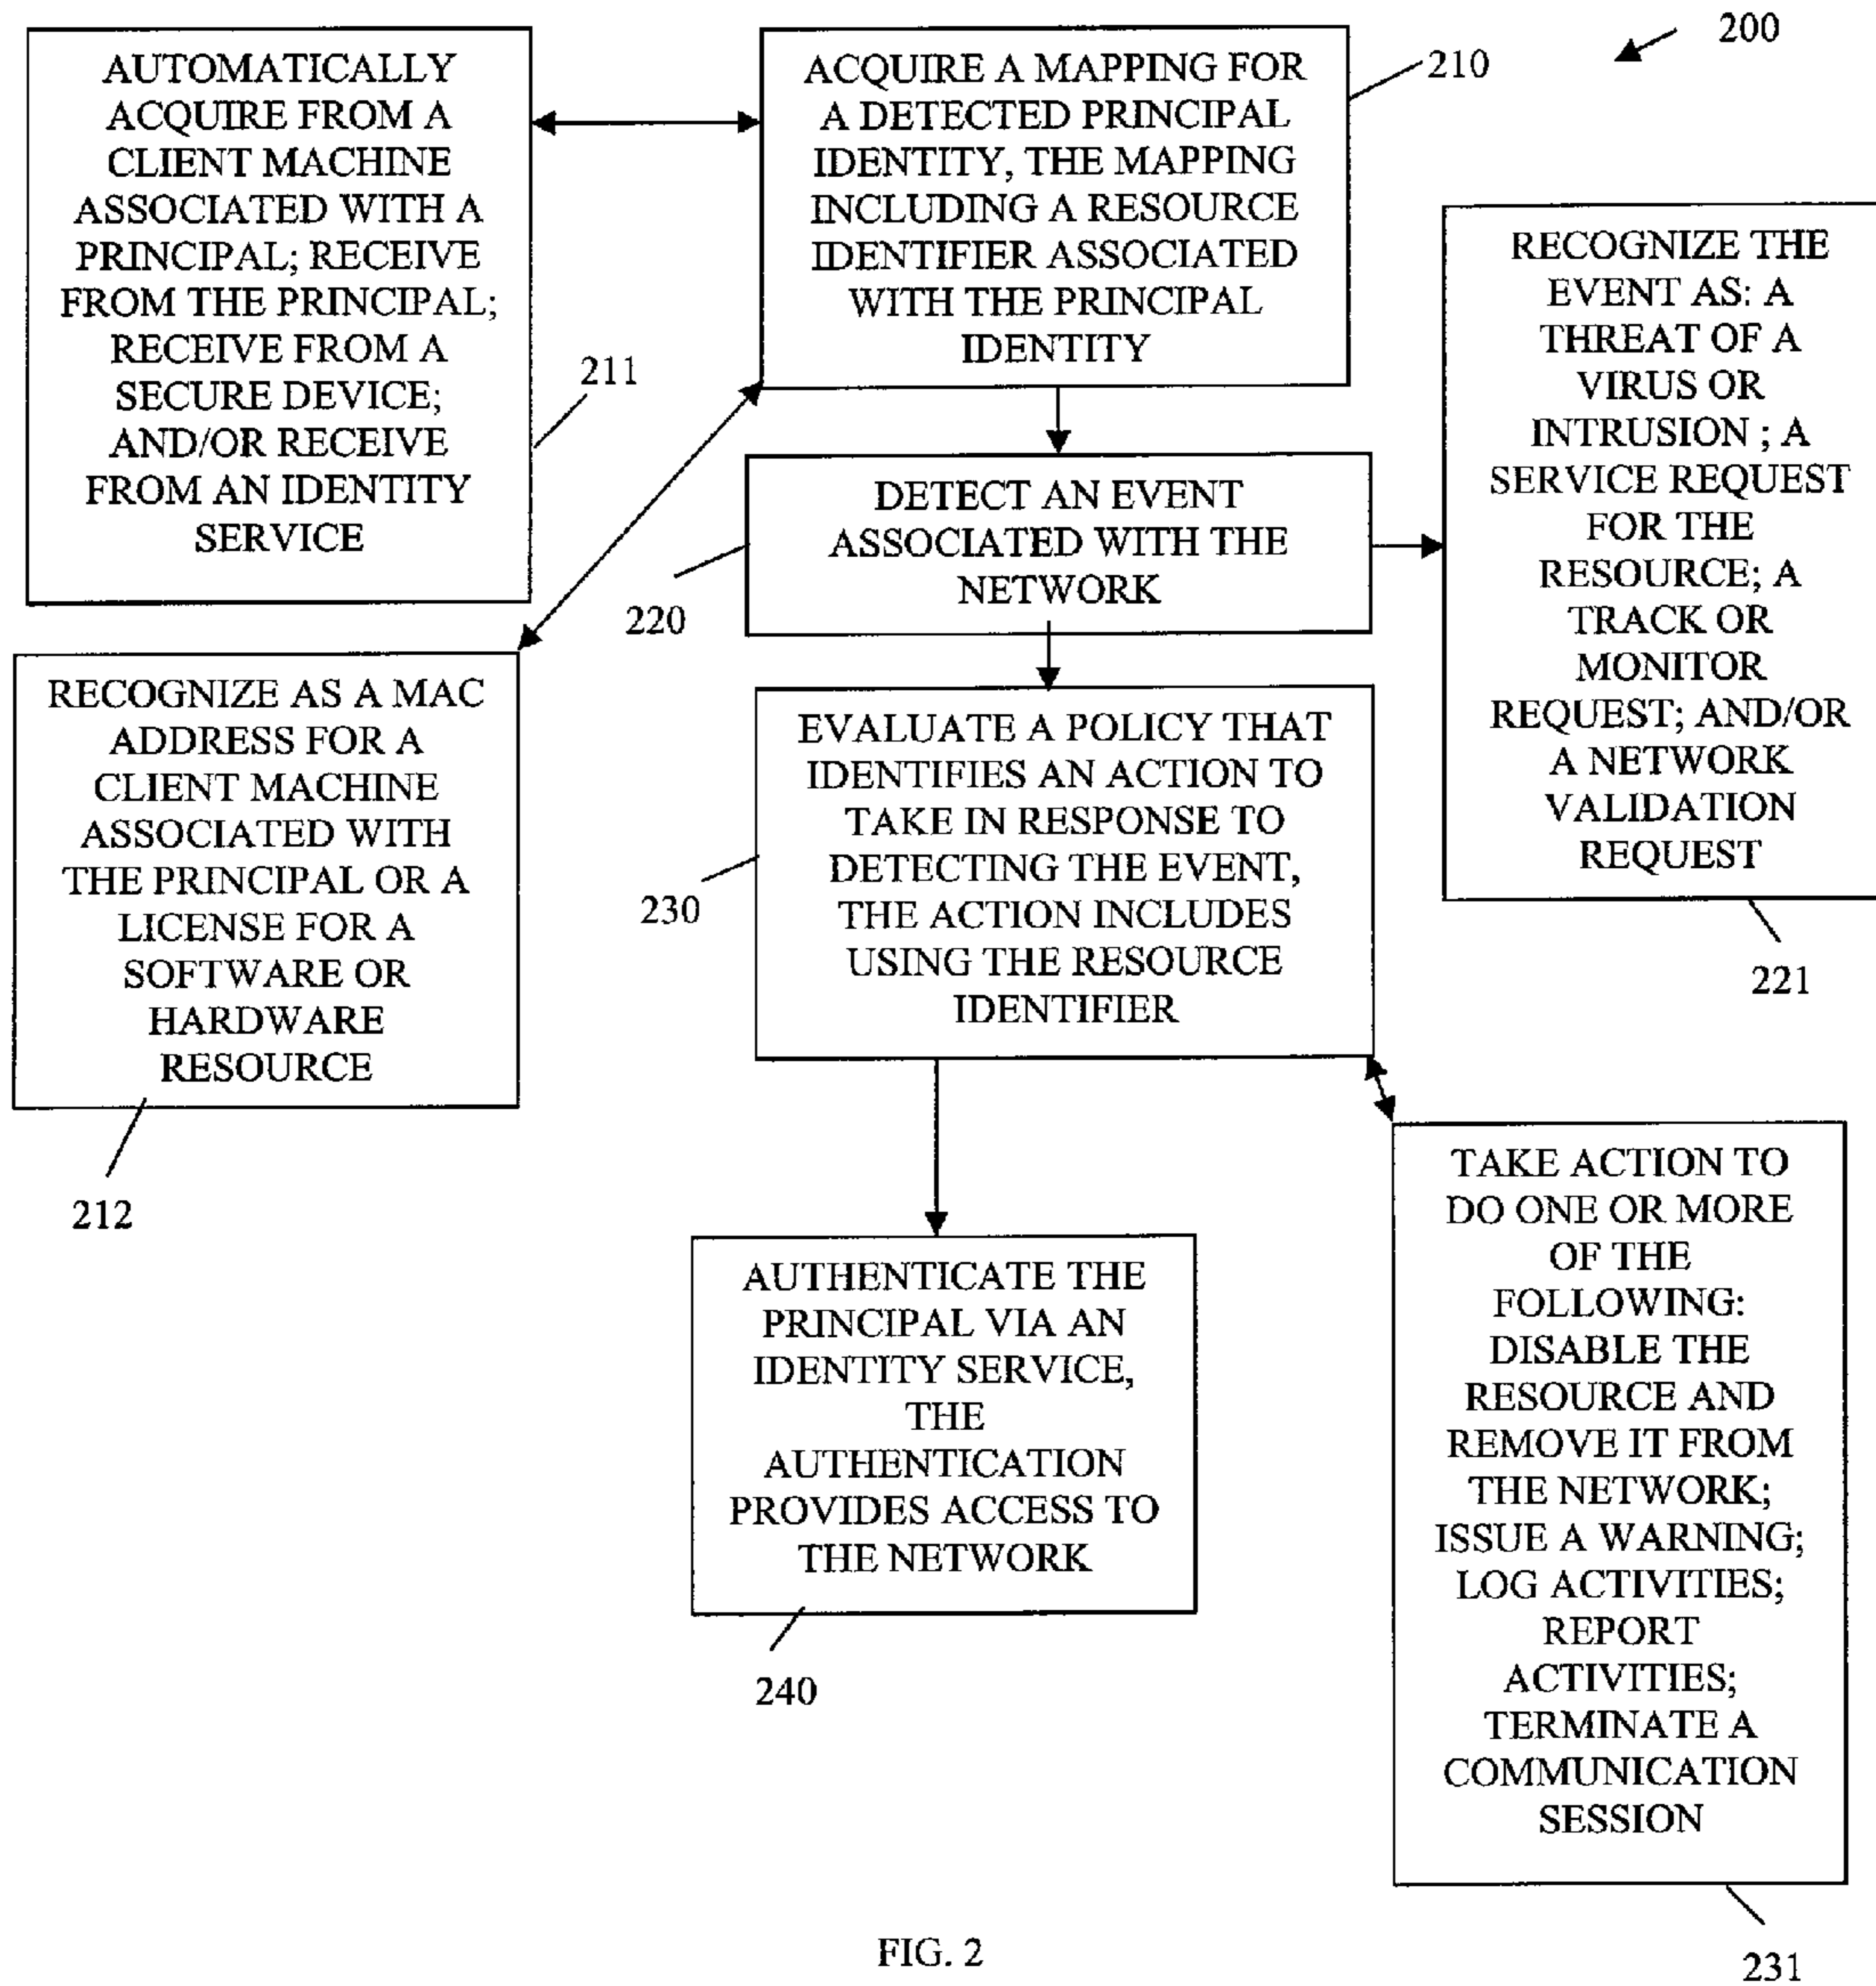 200
AUTOMATICALLY
ACQUIRE FROM A
CLIENT MACHINE
ASSOCIATED WITH A
PRINCIPAL; RECEIVE
FROM THE PRINCIPAL;
RECEIVE FROM A
SECURE DEVICE;
AND/OR RECEIVE
FROM AN IDENTITY
SERVICE
211
ACQUIRE A MAPPING FOR
A DETECTED PRINCIPAL
IDENTITY, THE MAPPING
INCLUDING A RESOURCE
IDENTIFIER ASSOCIATED
WITH THE PRINCIPAL
IDENTITY
210
RECOGNIZE THE
EVENT AS: A
THREAT OF A
VIRUS OR
INTRUSION ; A
SERVICE REQUEST
FOR THE
RESOURCE; A
TRACK OR
MONITOR
REQUEST; AND/OR
A NETWORK
VALIDATION
REQUEST
221
DETECT AN EVENT
ASSOCIATED WITH THE
NETWORK
220
RECOGNIZE AS A MAC
ADDRESS FOR A
CLIENT MACHINE
ASSOCIATED WITH
THE PRINCIPAL OR A
LICENSE FOR A
SOFTWARE OR
HARDWARE
RESOURCE
212
EVALUATE A POLICY THAT
IDENTIFIES AN ACTION TO
TAKE IN RESPONSE TO
DETECTING THE EVENT,
THE ACTION INCLUDES
USING THE RESOURCE
IDENTIFIER
230
AUTHENTICATE THE
PRINCIPAL VIA AN
IDENTITY SERVICE,
THE
AUTHENTICATION
PROVIDES ACCESS TO
THE NETWORK
240
TAKE ACTION TO
DO ONE OR MORE
OF THE
FOLLOWING:
DISABLE THE
RESOURCE AND
REMOVE IT FROM
THE NETWORK;
ISSUE A WARNING;
LOG ACTIVITIES;
REPORT
ACTIVITIES;
TERMINATE A
COMMUNICATION
SESSION
231
FIG. 2